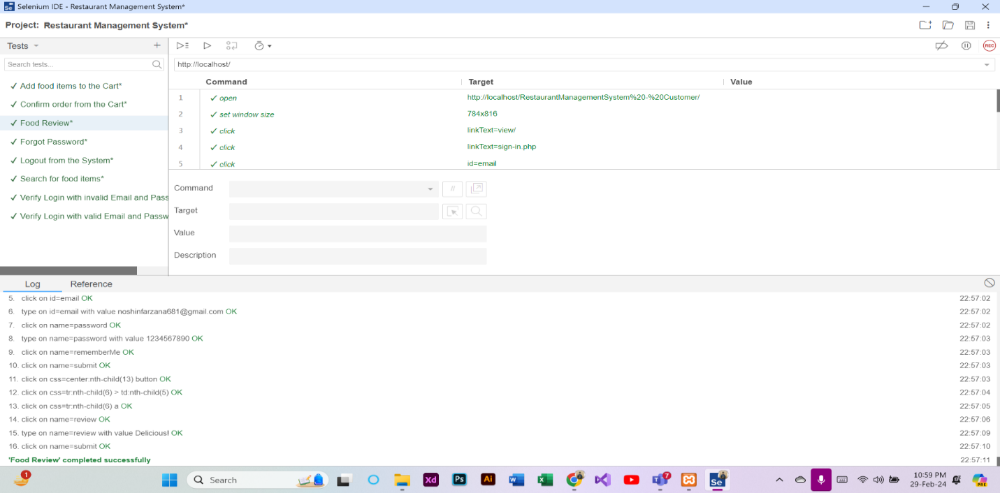 Selenium IDE - Restaurant Management System*
Project: Restaurant Management System*
Tests
Search tests...
✓ Add food items to the Cart*
✓ Confirm order from the Cart*
✓ Food Review*
✓ Forgot Password*
✓ Logout from the System*
✓ Search for food items*
✓ Verify Login with invalid Email and Pass
✓ Verify Login with valid Email and Passw
REC
http://localhost/
Command Target Value
1 ✓ open http://localhost/RestaurantManagementSystem%20-%20Customer/
2 ✓ set window size 784x816
3 ✓ click linkText=view/
4 ✓ click linkText=sign-in.php
5 ✓ click id=email
Command //
Target
Value
Description
Log Reference
5. click on id=email OK 22:57:02
6. type on id=email with value noshinfarzana681@gmail.com OK 22:57:02
7. click on name=password OK 22:57:02
8. type on name=password with value 1234567890 OK 22:57:03
9. click on name=rememberMe OK 22:57:03
10. click on name=submit OK 22:57:03
11. click on css=center:nth-child(13) button OK 22:57:03
12. click on css=tr:nth-child(6) > td:nth-child(5) OK 22:57:04
13. click on css=tr:nth-child(6) a OK 22:57:05
14. click on name=review OK 22:57:06
15. type on name=review with value Delicious! OK 22:57:09
16. click on name=submit OK 22:57:10
'Food Review' completed successfully 22:57:11
1
Search
Xd Ps Ai
7
Se
10:59 PM
29-Feb-24
PRE